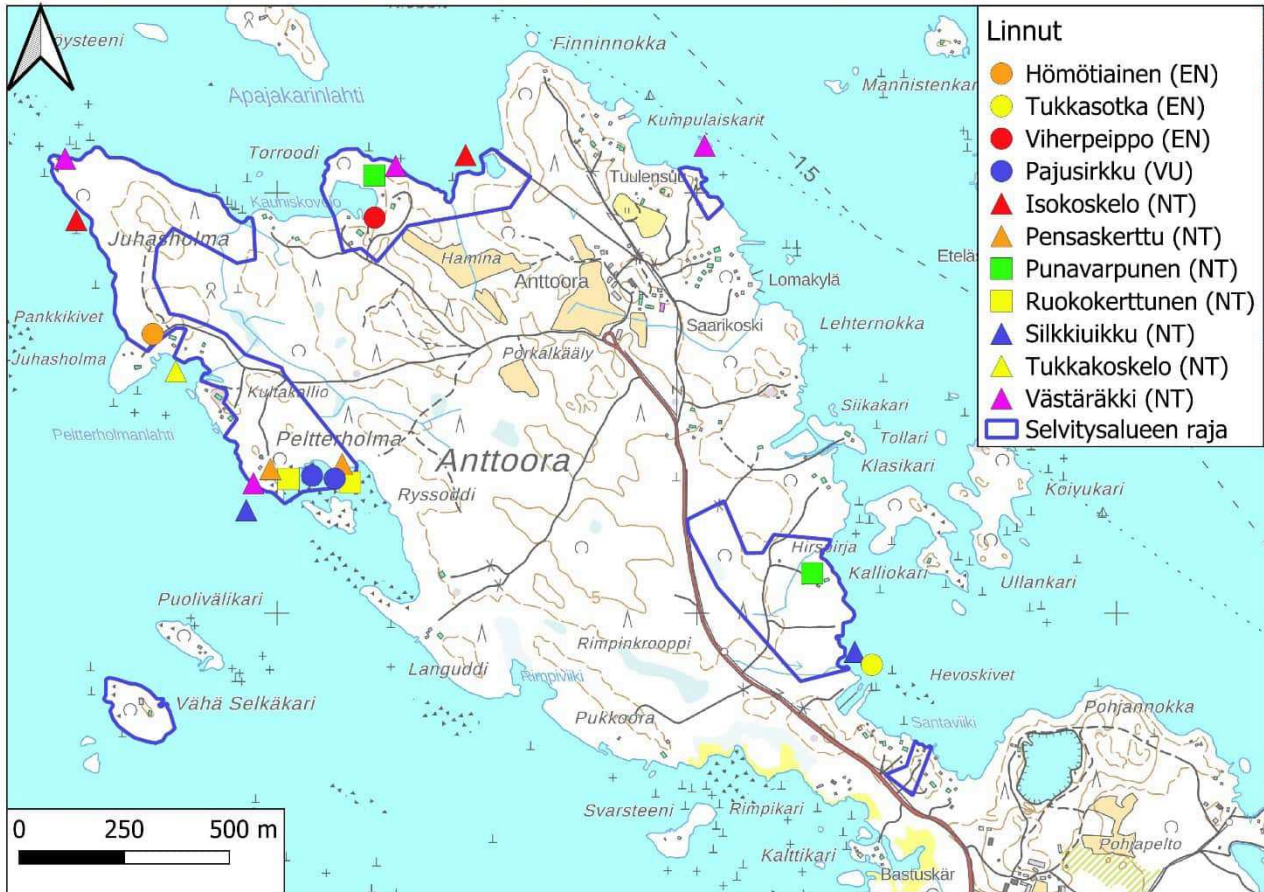 Linnut
Hömötiainen (EN)
Tukkasotka (EN)
Viherpeippo (EN)
Pajusirkku (VU)
Isokoskelo (NT)
Pensaskerttu (NT)
Punavarpunen (NT)
Ruokokerttunen (NT)
Silkkiuikku (NT)
Tukkakoskelo (NT)
Västäräkki (NT)
Selvitysalueen raja
Finninnokka
Apajakarinlahti
Kumpulaiskarit
15
Torroodi
Tuulensuu
Juhasholma
Hamina
Anttoora
Lomakylä
Pankkikivet
Saarikoski
Lehternokka
Juhasholma
Porkalkääly
Kultakallio
Siikakari
Peltterholmanlahti
Peltterholma
Tollari
Anttoora
Klasikari
Ryssoddi
Koivukari
Hirspirja
5
Kalliokari
Ullankari
Puolivälikari
Rimpinkrooppi
Languddi
Rimpiviiki
Hevoskivet
Vähä Selkäkari
Pukkoora
Santaviiki
Pohjannokka
Svarsteeni
Rimpikari
Kalttikari
Pohjapelto
Bastuskär
0 250 500 m